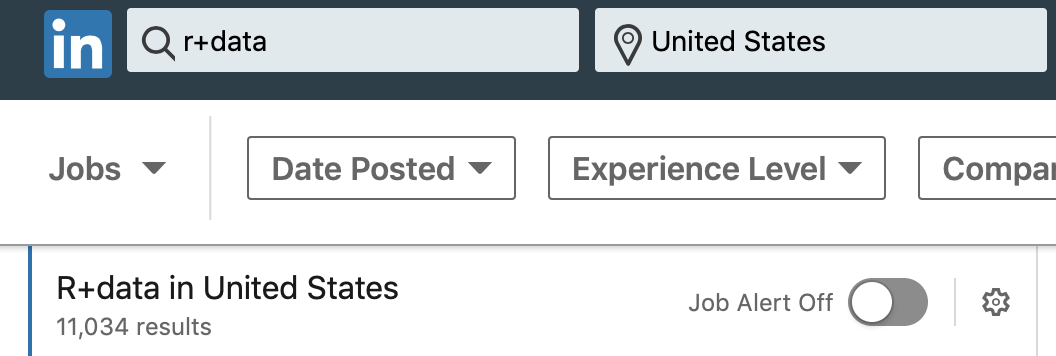 in r+data United States
Jobs Date Posted Experience Level Compar
R+data in United States
11,034 results
Job Alert Off